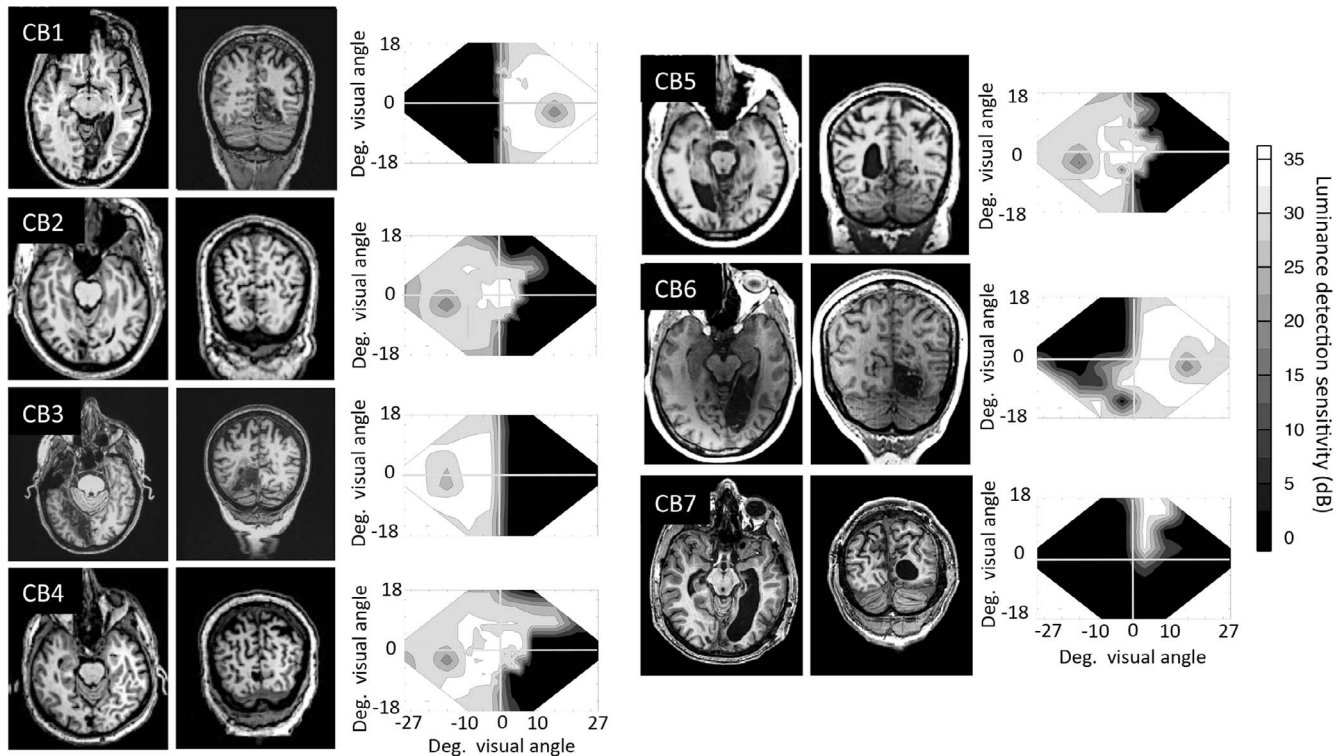 CB1
Deg. visual angle
18
0
-18
CB2
Deg. visual angle
18
0
-18
CB3
Deg. visual angle
18
0
-18
CB4
Deg. visual angle
18
0
-18
-27 -10 0 10 27
Deg. visual angle
CB5
Deg. visual angle
18
0
-18
CB6
Deg. visual angle
18
0
-18
CB7
Deg. visual angle
18
0
-18
-27 -10 0 10 27
Deg. visual angle
35
30
25
20
15
10
5
0
Luminance detection sensitivity (dB)